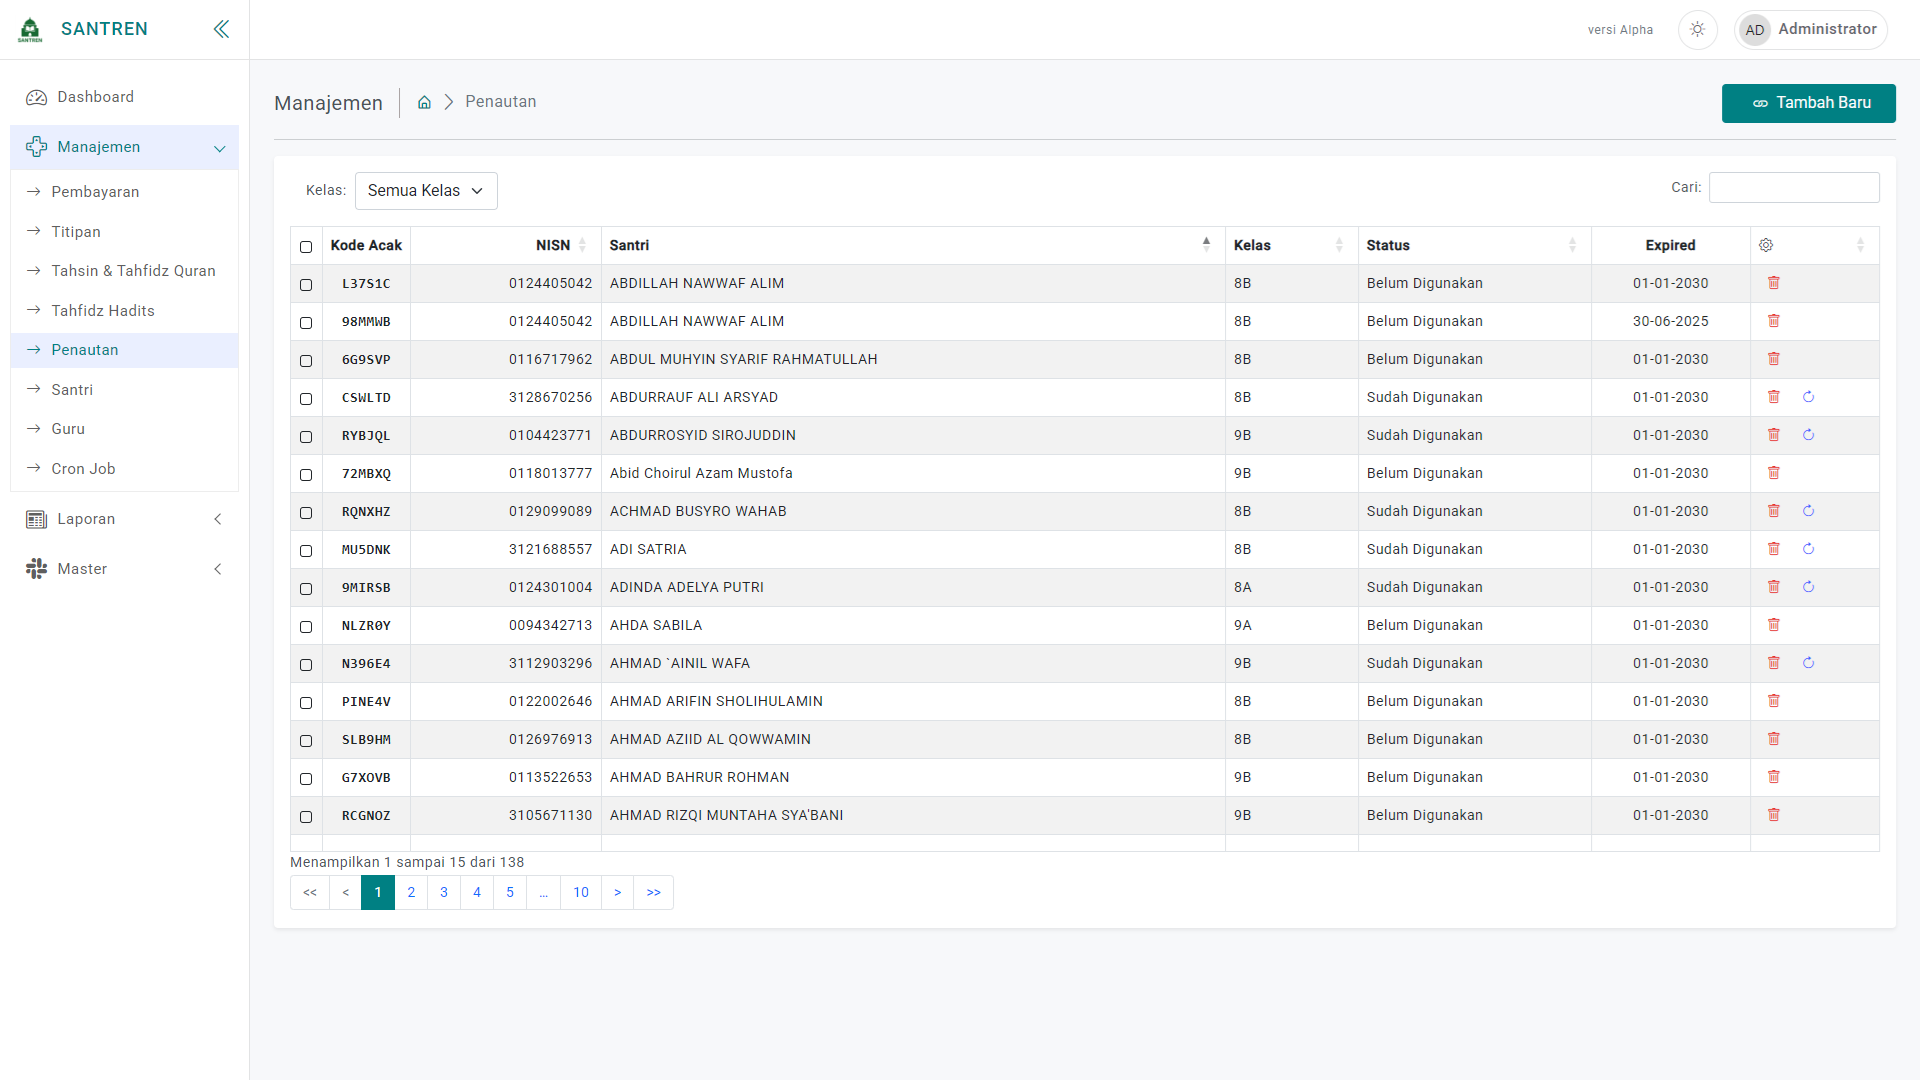 SANTREN
SANTREN
versi Alpha
AD
Administrator
Dashboard
Manajemen
Pembayaran
Titipan
Tahsin & Tahfidz Quran
Tahfidz Hadits
Penautan
Santri
Guru
Cron Job
Laporan
Master
Manajemen
Penautan
Tambah Baru
Kelas: Semua Kelas
Cari:
Kode Acak NISN Santri Kelas Status Expired
L37S1C 0124405042 ABDILLAH NAWWAF ALIM 8B Belum Digunakan 01-01-2030
98MMWB 0124405042 ABDILLAH NAWWAF ALIM 8B Belum Digunakan 30-06-2025
6G9SVP 0116717962 ABDUL MUHYIN SYARIF RAHMATULLAH 8B Belum Digunakan 01-01-2030
CSWLTD 3128670256 ABDURRAUF ALI ARSYAD 8B Sudah Digunakan 01-01-2030
RYBJQL 0104423771 ABDURROSYID SIROJUDDIN 9B Sudah Digunakan 01-01-2030
72MBXQ 0118013777 Abid Choirul Azam Mustofa 9B Belum Digunakan 01-01-2030
RQNXHZ 0129099089 ACHMAD BUSYRO WAHAB 8B Sudah Digunakan 01-01-2030
MU5DNK 3121688557 ADI SATRIA 8B Sudah Digunakan 01-01-2030
9MIRSB 0124301004 ADINDA ADELYA PUTRI 8A Sudah Digunakan 01-01-2030
NLZR0Y 0094342713 AHDA SABILA 9A Belum Digunakan 01-01-2030
N396E4 3112903296 AHMAD `AINIL WAFA 9B Sudah Digunakan 01-01-2030
PINE4V 0122002646 AHMAD ARIFIN SHOLIHULAMIN 8B Belum Digunakan 01-01-2030
SLB9HM 0126976913 AHMAD AZIID AL QOWWAMIN 8B Belum Digunakan 01-01-2030
G7XOVB 0113522653 AHMAD BAHRUR ROHMAN 9B Belum Digunakan 01-01-2030
RCGNOZ 3105671130 AHMAD RIZQI MUNTAHA SYA'BANI 9B Belum Digunakan 01-01-2030
Menampilkan 1 sampai 15 dari 138
<< < 1 2 3 4 5 ... 10 > >>